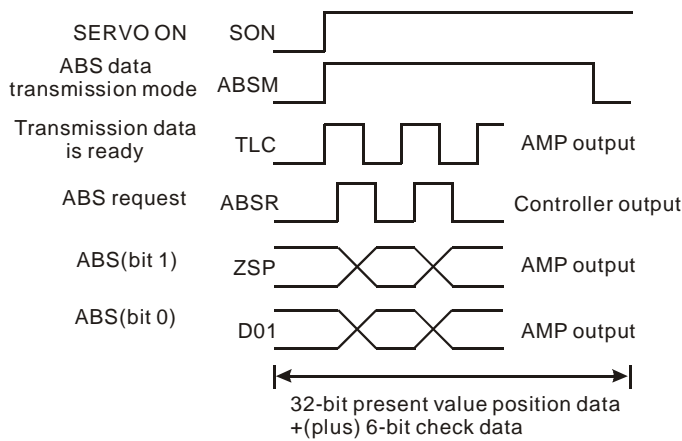 SERVO ON SON
ABS data
transmission mode ABSM
Transmission data
is ready TLC AMP output
ABS request ABSR Controller output
ABS(bit 1) ZSP AMP output
ABS(bit 0) D01 AMP output
32-bit present value position data
+(plus) 6-bit check data